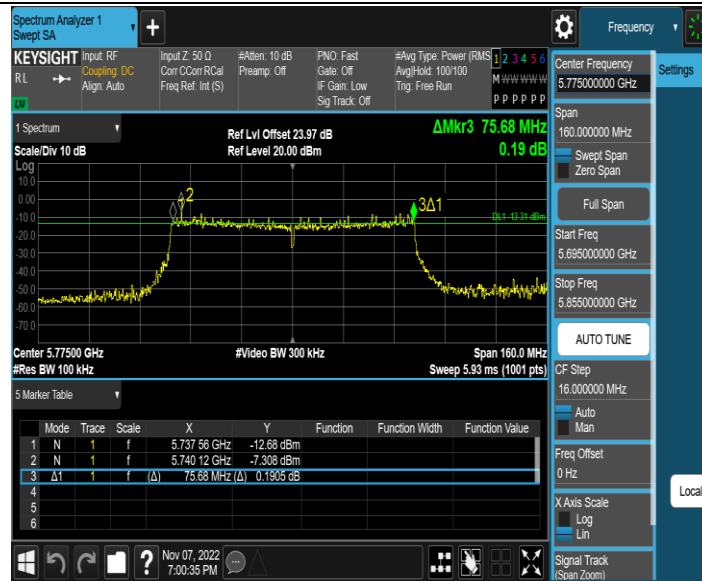 Spectrum Analyzer 1
Swept SA
Frequency
KEYSIGHT
RL
Input: RF
Coupling: DC
Align: Auto
Input Z: 50 Ω
Corr CCorr RCal
Freq Ref: Int (S)
#Atten: 10 dB
Preamp: Off
PNO: Fast
Gate: Off
IF Gain: Low
Sig Track: Off
#Avg Type: Power (RMS
Avg|Hold: 100/100
Trig: Free Run
1 2 3 4 5 6
M W W W W W
P P P P P P
LXI
1 Spectrum
Scale/Div 10 dB
Ref Lvl Offset 23.97 dB
Ref Level 20.00 dBm
ΔMkr3 75.68 MHz
0.19 dB
Log
10.0
0.00
-10.0
-20.0
-30.0
-40.0
-50.0
-60.0
-70.0
2
3Δ1
DL1 -13.31 dBm
Center 5.77500 GHz
#Video BW 300 kHz
Span 160.0 MHz
#Res BW 100 kHz
Sweep 5.93 ms (1001 pts)
5 Marker Table
Mode Trace Scale X Y Function Function Width Function Value
1 N 1 f 5.737 56 GHz -12.68 dBm
2 N 1 f 5.740 12 GHz -7.308 dBm
3 Δ1 1 f (Δ) 75.68 MHz (Δ) 0.1905 dB
4
5
6
Nov 07, 2022
7:00:35 PM
Center Frequency
5.775000000 GHz
Settings
Span
160.000000 MHz
Swept Span
Zero Span
Full Span
Start Freq
5.695000000 GHz
Stop Freq
5.855000000 GHz
AUTO TUNE
CF Step
16.000000 MHz
Auto
Man
Freq Offset
0 Hz
Local
X Axis Scale
Log
Lin
Signal Track
(Span Zoom)